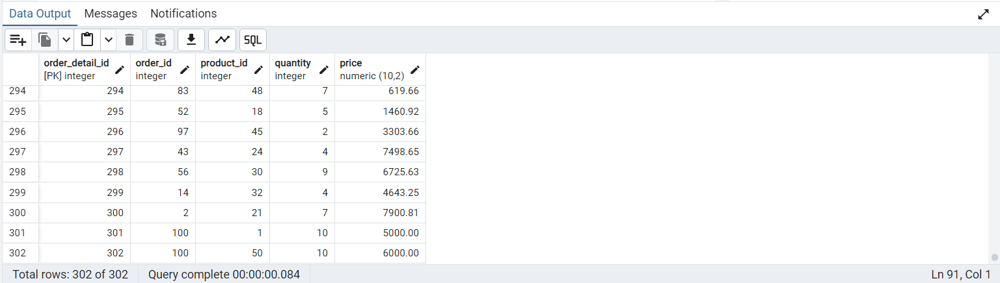 Data Output Messages Notifications
SQL
order_detail_id order_id product_id quantity price
[PK] integer integer integer integer numeric (10,2)
294 294 83 48 7 619.66
295 295 52 18 5 1460.92
296 296 97 45 2 3303.66
297 297 43 24 4 7498.65
298 298 56 30 9 6725.63
299 299 14 32 4 4643.25
300 300 2 21 7 7900.81
301 301 100 1 10 5000.00
302 302 100 50 10 6000.00
Total rows: 302 of 302 Query complete 00:00:00.084 Ln 91, Col 1